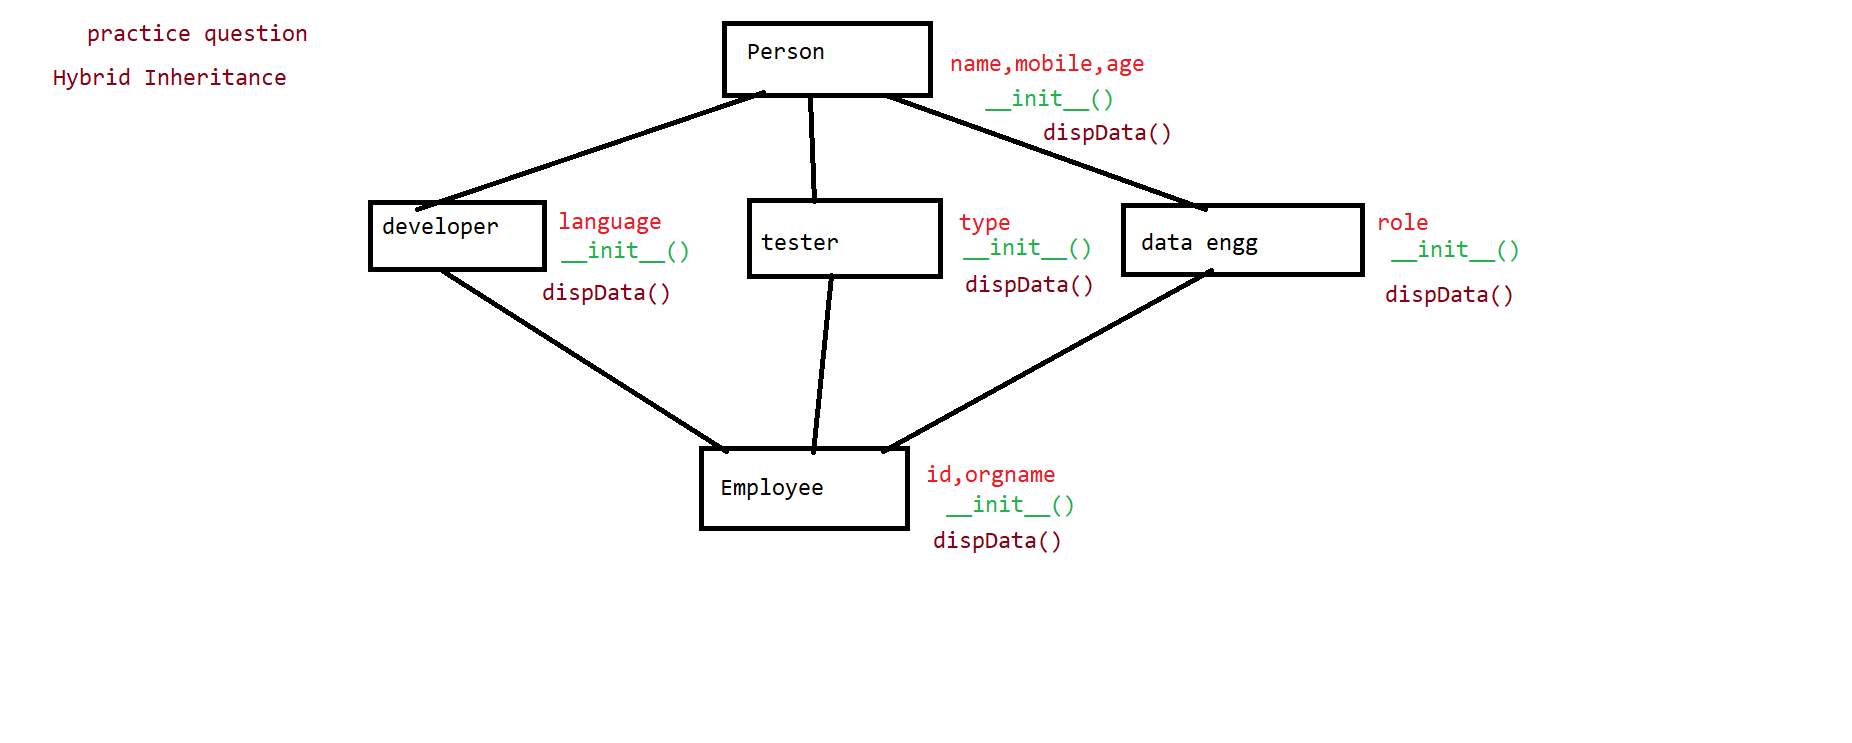 practice question
Hybrid Inheritance
Person
name,mobile,age
__init__()
dispData()
developer
language
__init__()
dispData()
tester
type
__init__()
dispData()
data engg
role
__init__()
dispData()
Employee
id,orgname
__init__()
dispData()